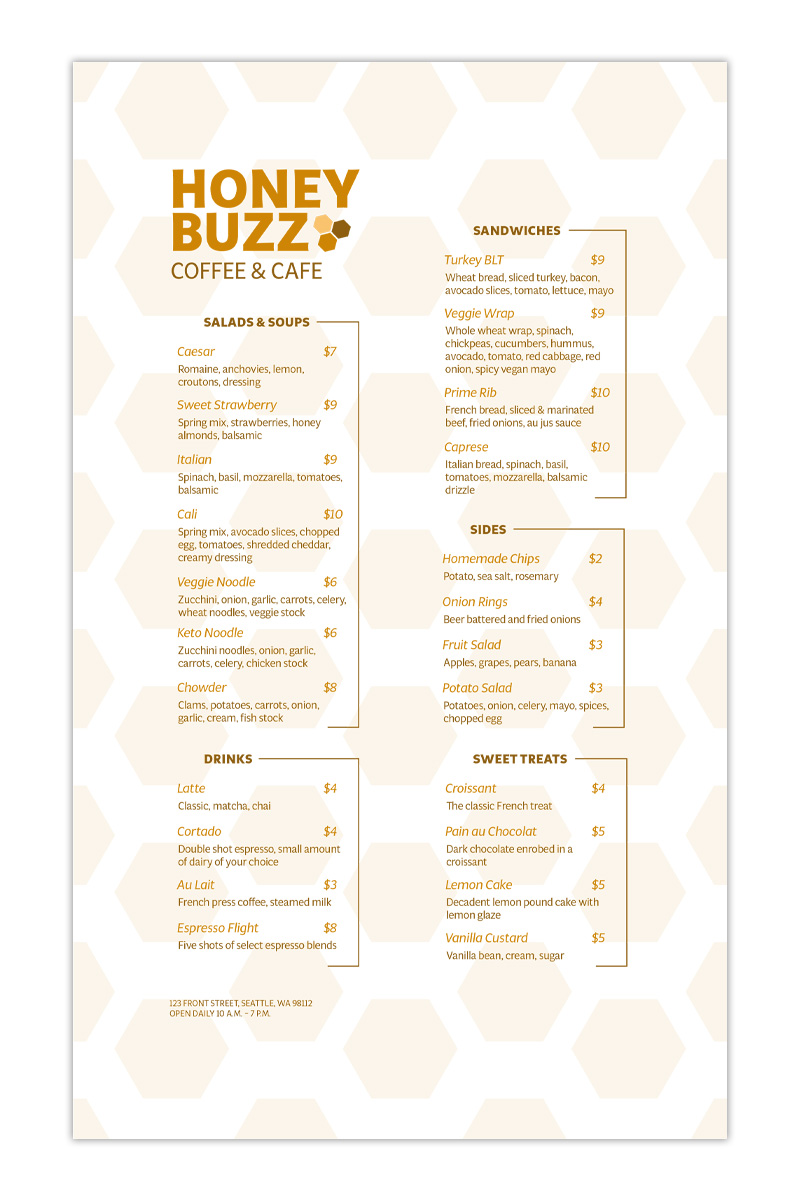 HONEY
BUZZ
COFFEE & CAFE
SALADS & SOUPS
Caesar $7
Romaine, anchovies, lemon,
croutons, dressing
Sweet Strawberry $9
Spring mix, strawberries, honey
almonds, balsamic
Italian $9
Spinach, basil, mozzarella, tomatoes,
balsamic
Cali $10
Spring mix, avocado slices, chopped
egg, tomatoes, shredded cheddar,
creamy dressing
Veggie Noodle $6
Zucchini, onion, garlic, carrots, celery,
wheat noodles, veggie stock
Keto Noodle $6
Zucchini noodles, onion, garlic,
carrots, celery, chicken stock
Chowder $8
Clams, potatoes, carrots, onion,
garlic, cream, fish stock
DRINKS
Latte $4
Classic, matcha, chai
Cortado $4
Double shot espresso, small amount
of dairy of your choice
Au Lait $3
French press coffee, steamed milk
Espresso Flight $8
Five shots of select espresso blends
SANDWICHES
Turkey BLT $9
Wheat bread, sliced turkey, bacon,
avocado slices, tomato, lettuce, mayo
Veggie Wrap $9
Whole wheat wrap, spinach,
chickpeas, cucumbers, hummus,
avocado, tomato, red cabbage, red
onion, spicy vegan mayo
Prime Rib $10
French bread, sliced & marinated
beef, fried onions, au jus sauce
Caprese $10
Italian bread, spinach, basil,
tomatoes, mozzarella, balsamic
drizzle
SIDES
Homemade Chips $2
Potato, sea salt, rosemary
Onion Rings $4
Beer battered and fried onions
Fruit Salad $3
Apples, grapes, pears, banana
Potato Salad $3
Potatoes, onion, celery, mayo, spices,
chopped egg
SWEET TREATS
Croissant $4
The classic French treat
Pain au Chocolat $5
Dark chocolate enrobed in a
croissant
Lemon Cake $5
Decadent lemon pound cake with
lemon glaze
Vanilla Custard $5
Vanilla bean, cream, sugar
123 FRONT STREET, SEATTLE, WA 98112
OPEN DAILY 10 A.M. – 7 P.M.